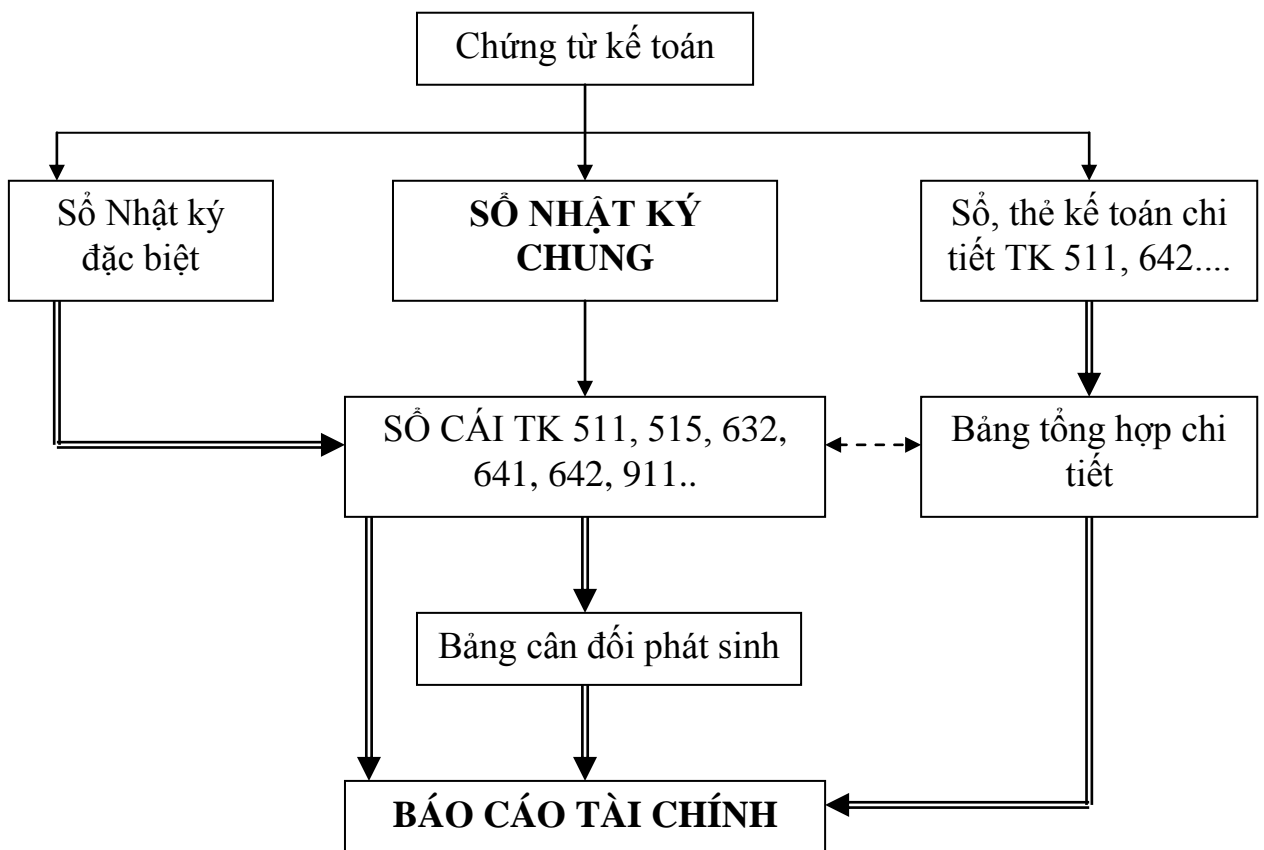 Chứng từ kế toán
Sổ Nhật ký
đặc biệt
SỔ NHẬT KÝ
CHUNG
Sổ, thẻ kế toán chi
tiết TK 511, 642....
SỔ CÁI TK 511, 515, 632,
641, 642, 911..
Bảng tổng hợp chi
tiết
Bảng cân đối phát sinh
BÁO CÁO TÀI CHÍNH